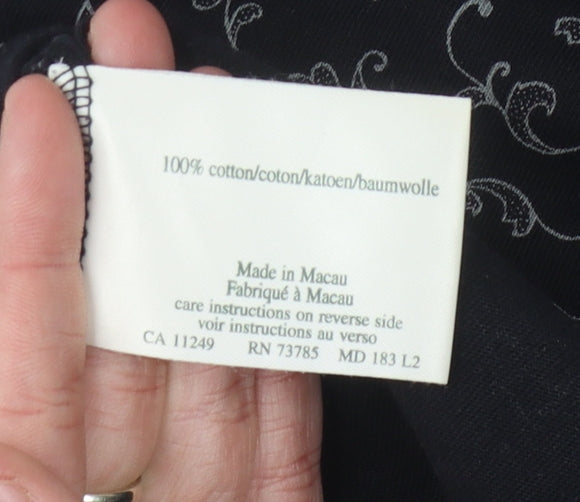 100% cotton/coton/katoen/baumwolle
Made in Macau
Fabriqué à Macau
care instructions on reverse side
voir instructions au verso
CA 11249 RN 73785 MD 183 L2